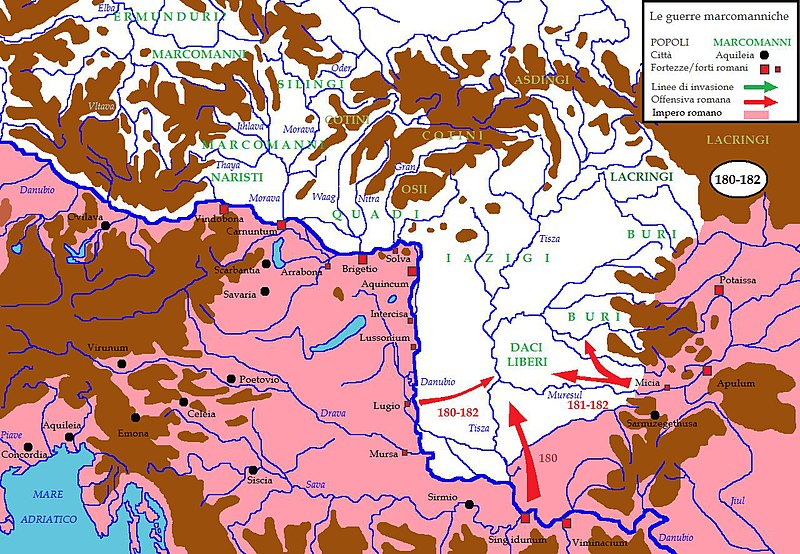 Le guerre marcomanniche
POPOLI MARCOMANNI
Città Aquileia
Fortezze/forti romani
Linee di invasione
Offensiva romana
Impero romano
180-182
Elba
ERMUNDURI
MARCOMANNI
Oder
SILINGI
ASDINGI
Vltava
COTINI
Jihlava
Morava
COTINI
LACRINGI
MARCOMANNI
Thaya
Gran
NARISTI
LACRINGI
Danubio
OSII
Morava
Waag
Nitra
QUADI
Ovilava
Vindobona
Carnuntum
BURI
Tisza
IAZIGI
Solva
Scarbantia
Arrabona
Brigetio
Aquincum
Potaissa
Savaria
Intercisa
BURI
Lussonium
DACI
LIBERI
Virunum
Poetovio
Danubio
Micia
Apulum
Muresul
Celeia
Lugio
180-182
181-182
Drava
Aquileia
Emona
Sarmizegethusa
Piave
Tisza
Concordia
Mursa
180
Siscia
Sava
MARE
ADRIATICO
Sirmio
Jiul
Singidunum
Viminacium
Danubio